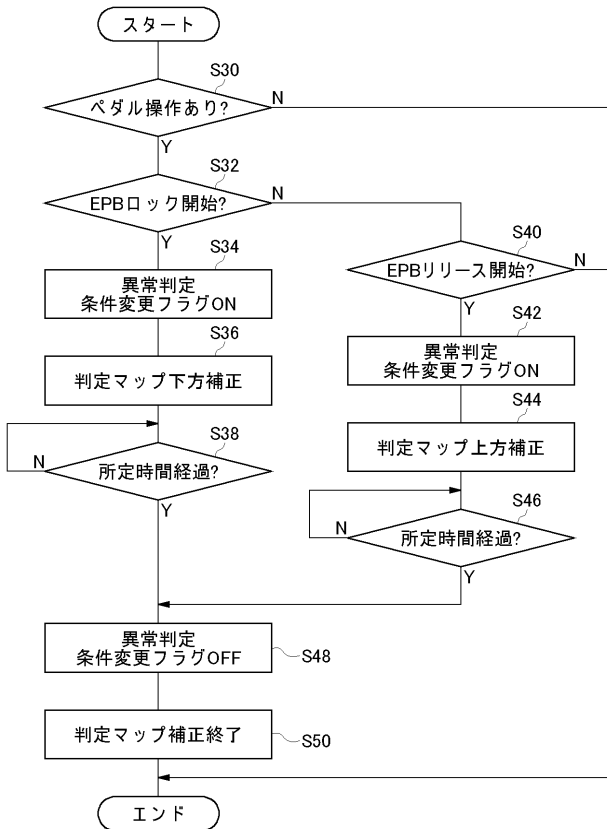 スタート
S30
ペダル操作あり?
N
Y
S32
EPBロック開始?
N
Y
S34
異常判定
条件変更フラグON
S36
判定マップ下方補正
S38
所定時間経過?
N
Y
S40
EPBリリース開始?
N
Y
S42
異常判定
条件変更フラグON
S44
判定マップ上方補正
S46
所定時間経過?
N
Y
異常判定
条件変更フラグOFF
S48
判定マップ補正終了
S50
エンド